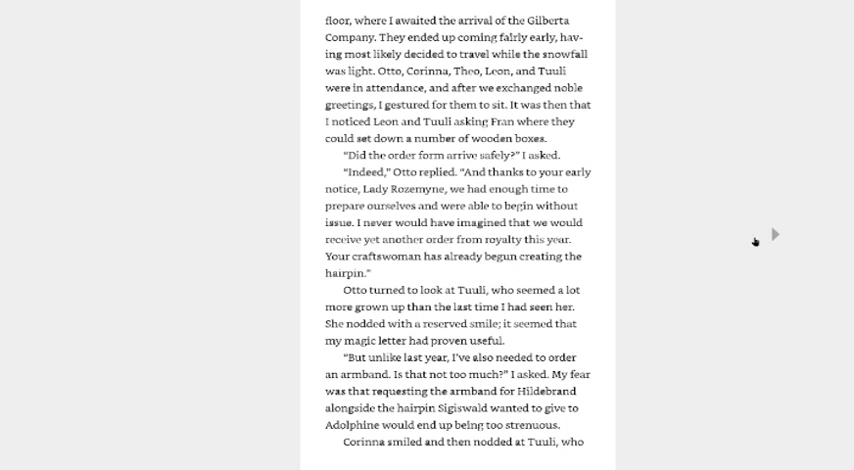 floor, where I awaited the arrival of the Gilberta
Company. They ended up coming fairly early, hav-
ing most likely decided to travel while the snowfall
was light. Otto, Corinna, Theo, Leon, and Tuuli
were in attendance, and after we exchanged noble
greetings, I gestured for them to sit. It was then that
I noticed Leon and Tuuli asking Fran where they
could set down a number of wooden boxes.
“Did the order form arrive safely?” I asked.
“Indeed,” Otto replied. “And thanks to your early
notice, Lady Rozemyne, we had enough time to
prepare ourselves and were able to begin without
issue. I never would have imagined that we would
receive yet another order from royalty this year.
Your craftswoman has already begun creating the
hairpin.”
Otto turned to look at Tuuli, who seemed a lot
more grown up than the last time I had seen her.
She nodded with a reserved smile; it seemed that
my magic letter had proven useful.
“But unlike last year, I’ve also needed to order
an armband. Is that not too much?” I asked. My fear
was that requesting the armband for Hildebrand
alongside the hairpin Sigiswald wanted to give to
Adolphine would end up being too strenuous.
Corinna smiled and then nodded at Tuuli, who